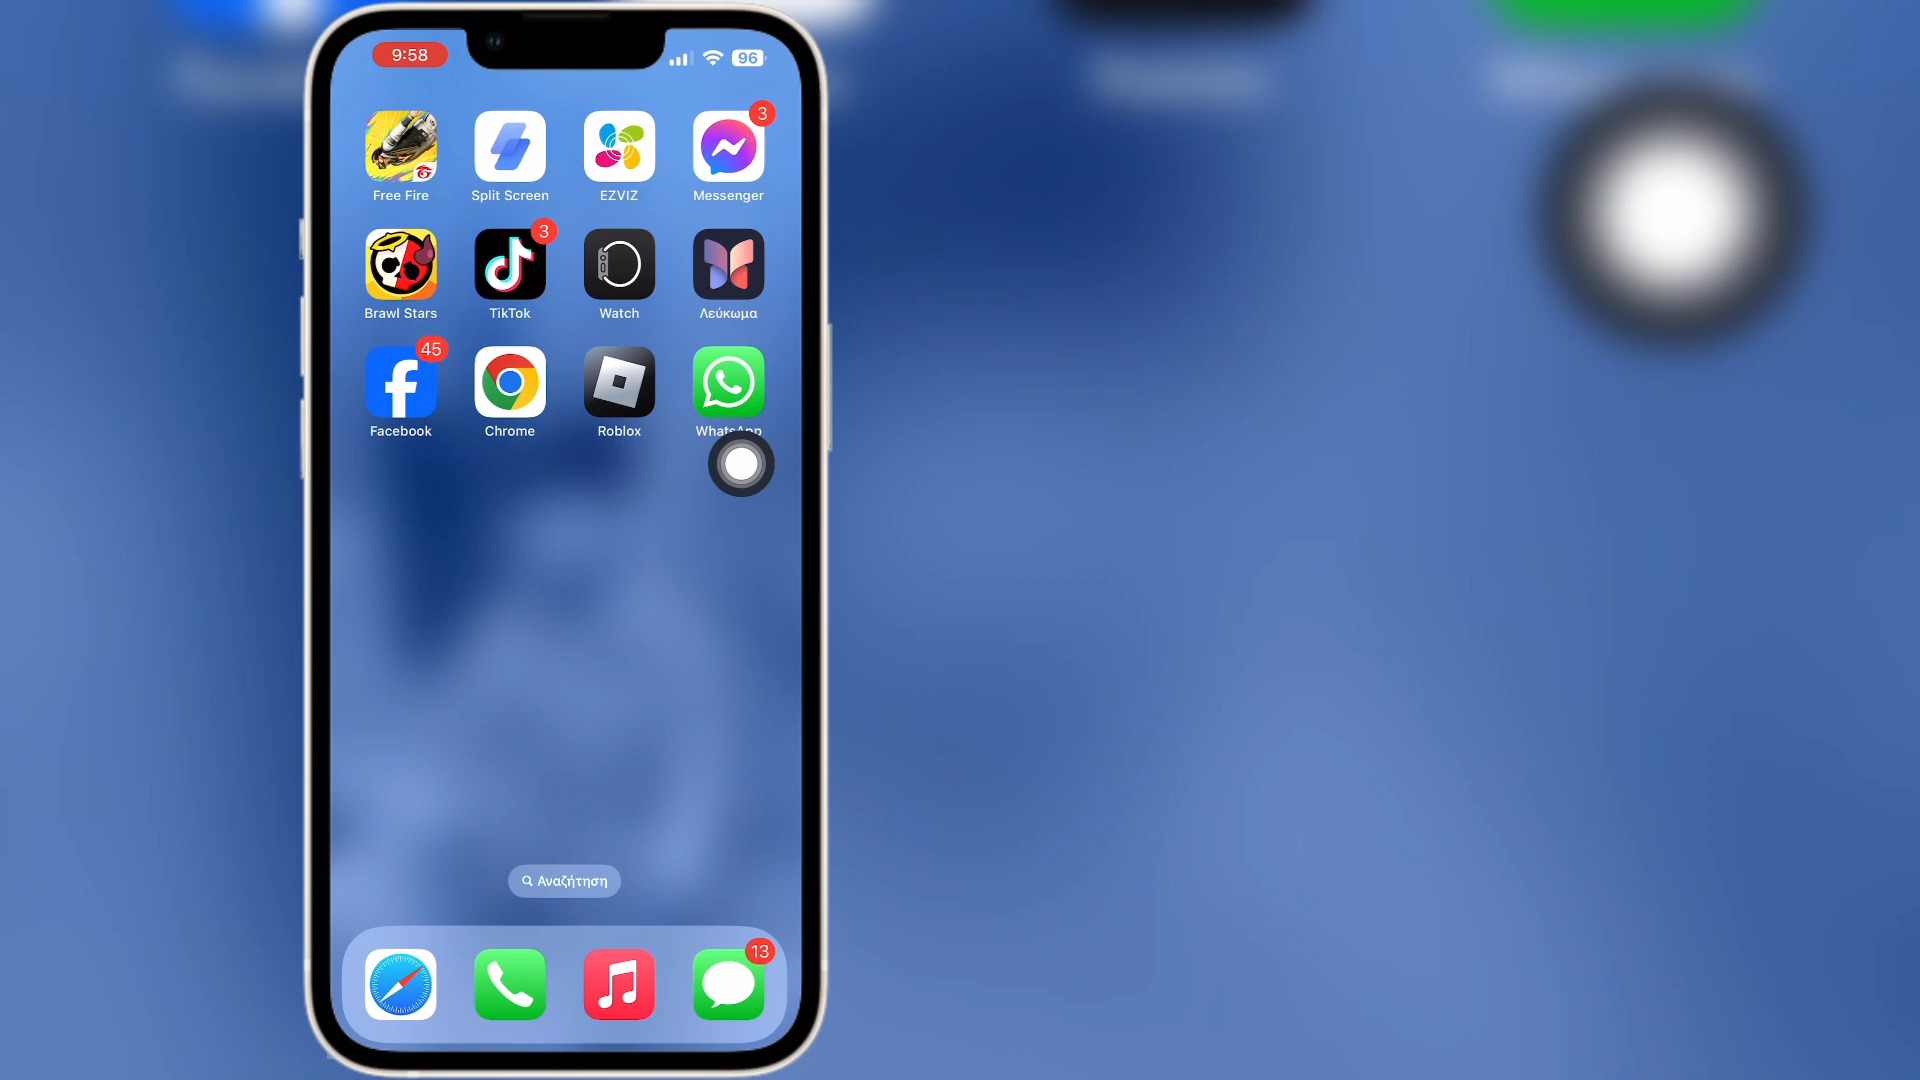 9:58
96
3
Free Fire
Split Screen
EZVIZ
Messenger
3
Brawl Stars
TikTok
Watch
Λεύκωμα
45
Facebook
Chrome
Roblox
WhatsApp
Αναζήτηση
13